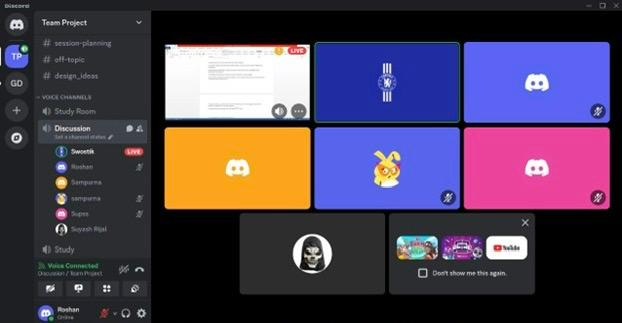 Discord
Team Project
TP
GD
# session-planning
# off-topic
# design_ideas
VOICE CHANNELS
Study Room
Discussion
Set a channel status
Swostik LIVE
Roshan
Sampurna
sampurna
Supss
Suyash Rijal
Study
Voice Connected
Discussion / Team Project
Roshan
Online
LIVE
YouTube
Don't show me this again.